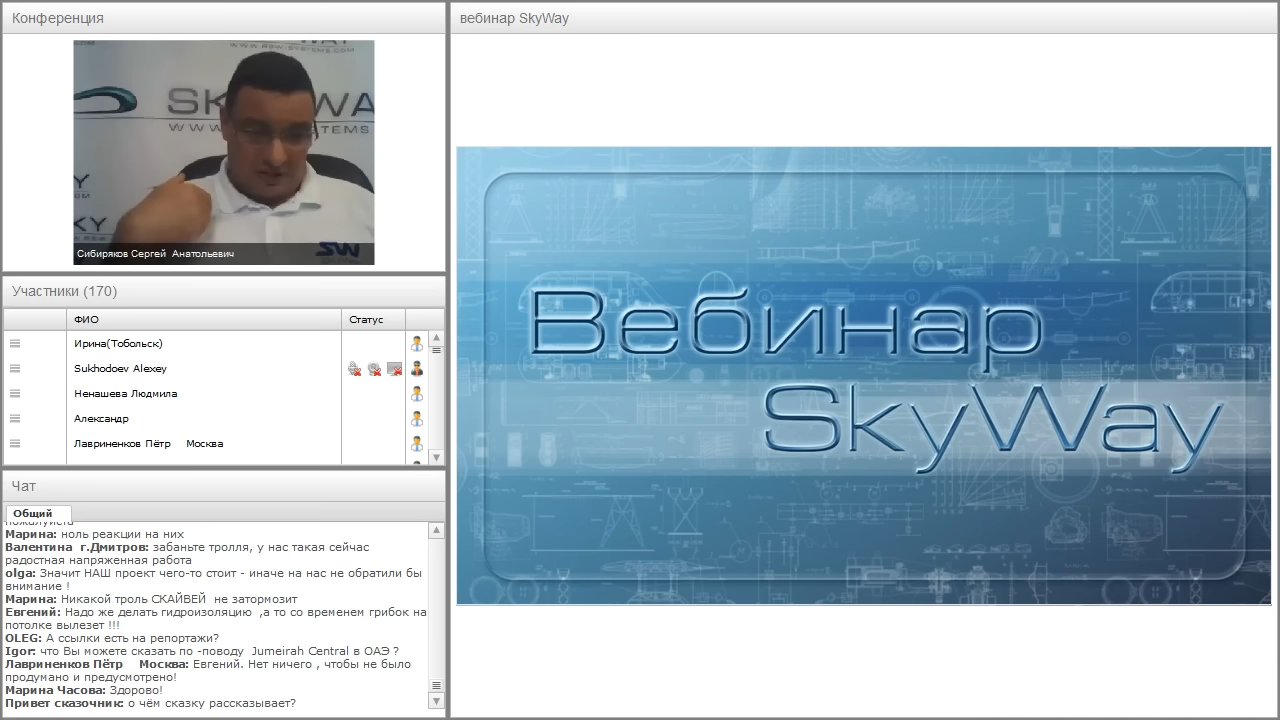 Конференция
вебинар SkyWay
WWW.RSW-SYSTEMS.COM
SKYWAY
Сибиряков Сергей Анатольевич
SW
Участники (170)
ФИО Статус
Ирина(Тобольск)
Sukhodoev Alexey
Ненашева Людмила
Александр
Лавриненков Пётр Москва
Чат
Общий
пожалуйста
Марина: ноль реакции на них
Валентина г.Дмитров: забаньте тролля, у нас такая сейчас
радостная напряженная работа
olga: Значит НАШ проект чего-то стоит - иначе на нас не обратили бы
внимание !
Марина: Никакой троль СКАЙВЕЙ не затормозит
Евгений: Надо же делать гидроизоляцию ,а то со временем грибок на
потолке вылезет !!!
OLEG: А ссылки есть на репортажи?
Igor: что Вы можете сказать по -поводу Jumeirah Central в ОАЭ ?
Лавриненков Пётр Москва: Евгений. Нет ничего , чтобы не было
продумано и предусмотрено!
Марина Часова: Здорово!
Привет сказочник: о чём сказку рассказывает?
Вебинар
SkyWay